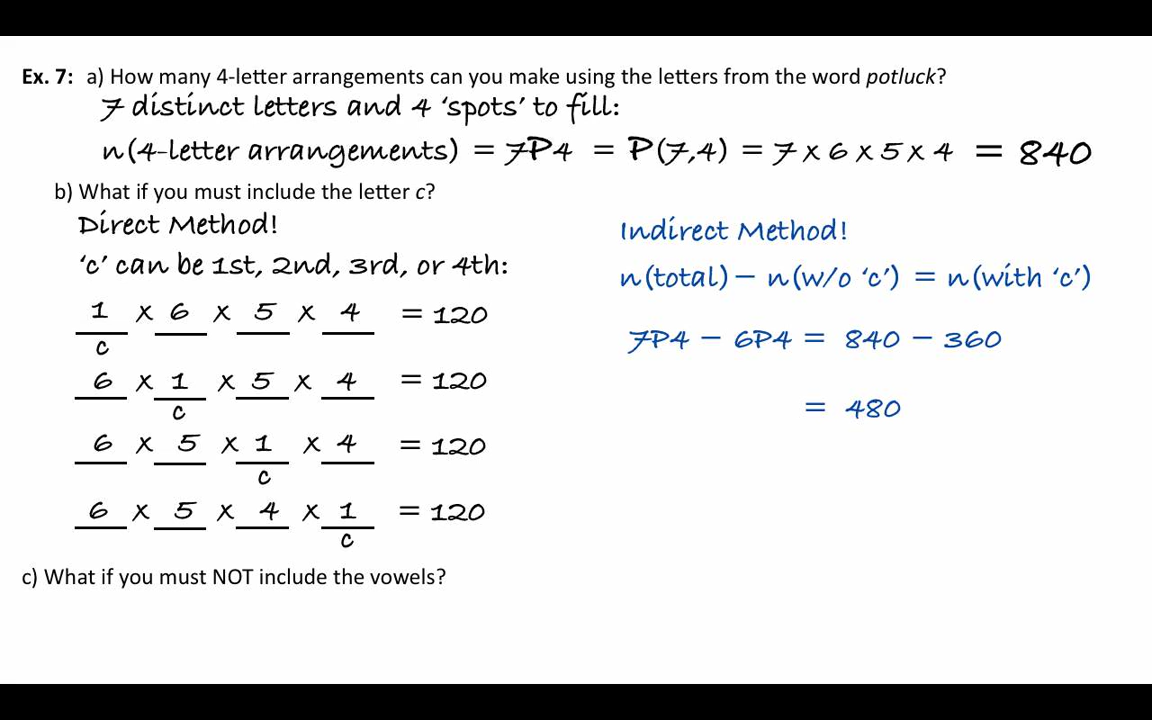 Ex. 7: a) How many 4-letter arrangements can you make using the letters from the word potluck?
7 distinct letters and 4 'spots' to fill:
n(4-letter arrangements) = 7P4 = P(7,4) = 7 x 6 x 5 x 4 = 840
b) What if you must include the letter c?
Direct Method!
'c' can be 1st, 2nd, 3rd, or 4th:
1 x 6 x 5 x 4 = 120
c
6 x 1 x 5 x 4 = 120
c
6 x 5 x 1 x 4 = 120
c
6 x 5 x 4 x 1 = 120
c
Indirect Method!
n(total) – n(w/o 'c') = n(with 'c')
7P4 – 6P4 = 840 – 360
= 480
c) What if you must NOT include the vowels?